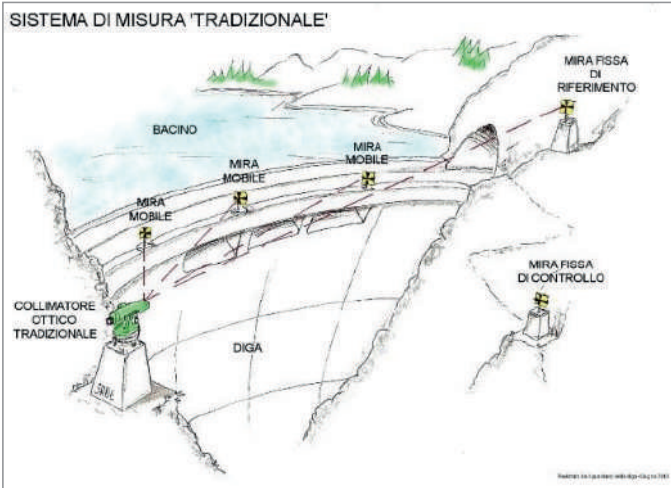 SISTEMA DI MISURA 'TRADIZIONALE'
MIRA FISSA
DI
RIFERIMENTO
BACINO
MIRA
MOBILE
MIRA
MOBILE
MIRA
MOBILE
MIRA FISSA
DI CONTROLLO
COLLIMATORE
OTTICO
TRADIZIONALE
DIGA